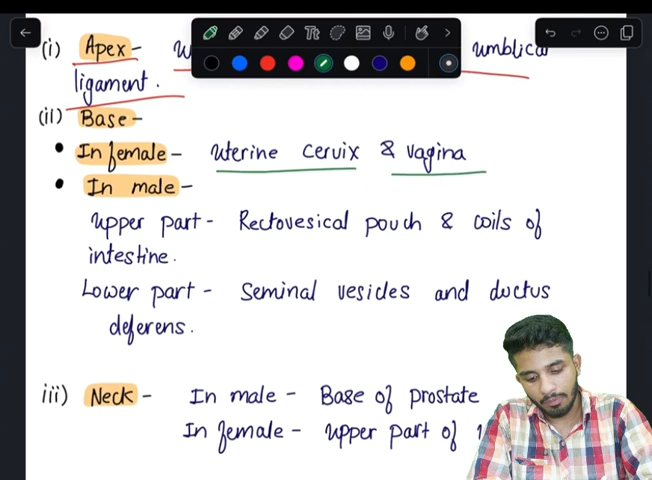 (i) Apex - umblical
ligament.
(ii) Base-
• In female - Uterine cervix & vagina
• In male -
Upper part - Rectovesical pouch & coils of
intestine.
Lower part - Seminal vesicles and ductus
deferens.
iii) Neck - In male - Base of prostate
In female - Upper part of